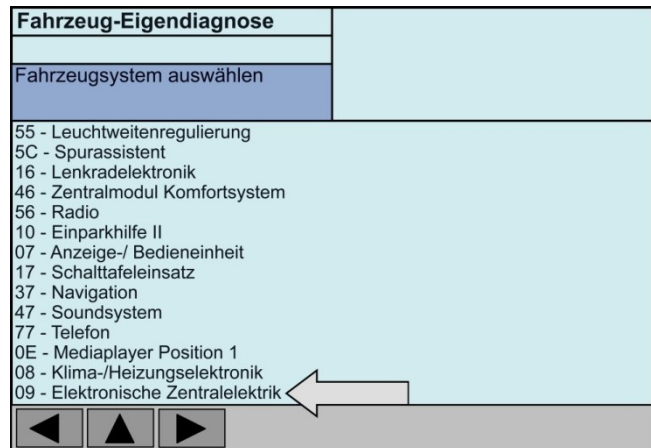 Fahrzeug-Eigendiagnose
Fahrzeugsystem auswählen
55 - Leuchtweitenregulierung
5C - Spurassistent
16 - Lenkradelektronik
46 - Zentralmodul Komfortsystem
56 - Radio
10 - Einparkhilfe II
07 - Anzeige-/ Bedieneinheit
17 - Schalttafeleinsatz
37 - Navigation
47 - Soundsystem
77 - Telefon
0E - Mediaplayer Position 1
08 - Klima-/Heizungselektronik
09 - Elektronische Zentralelektrik